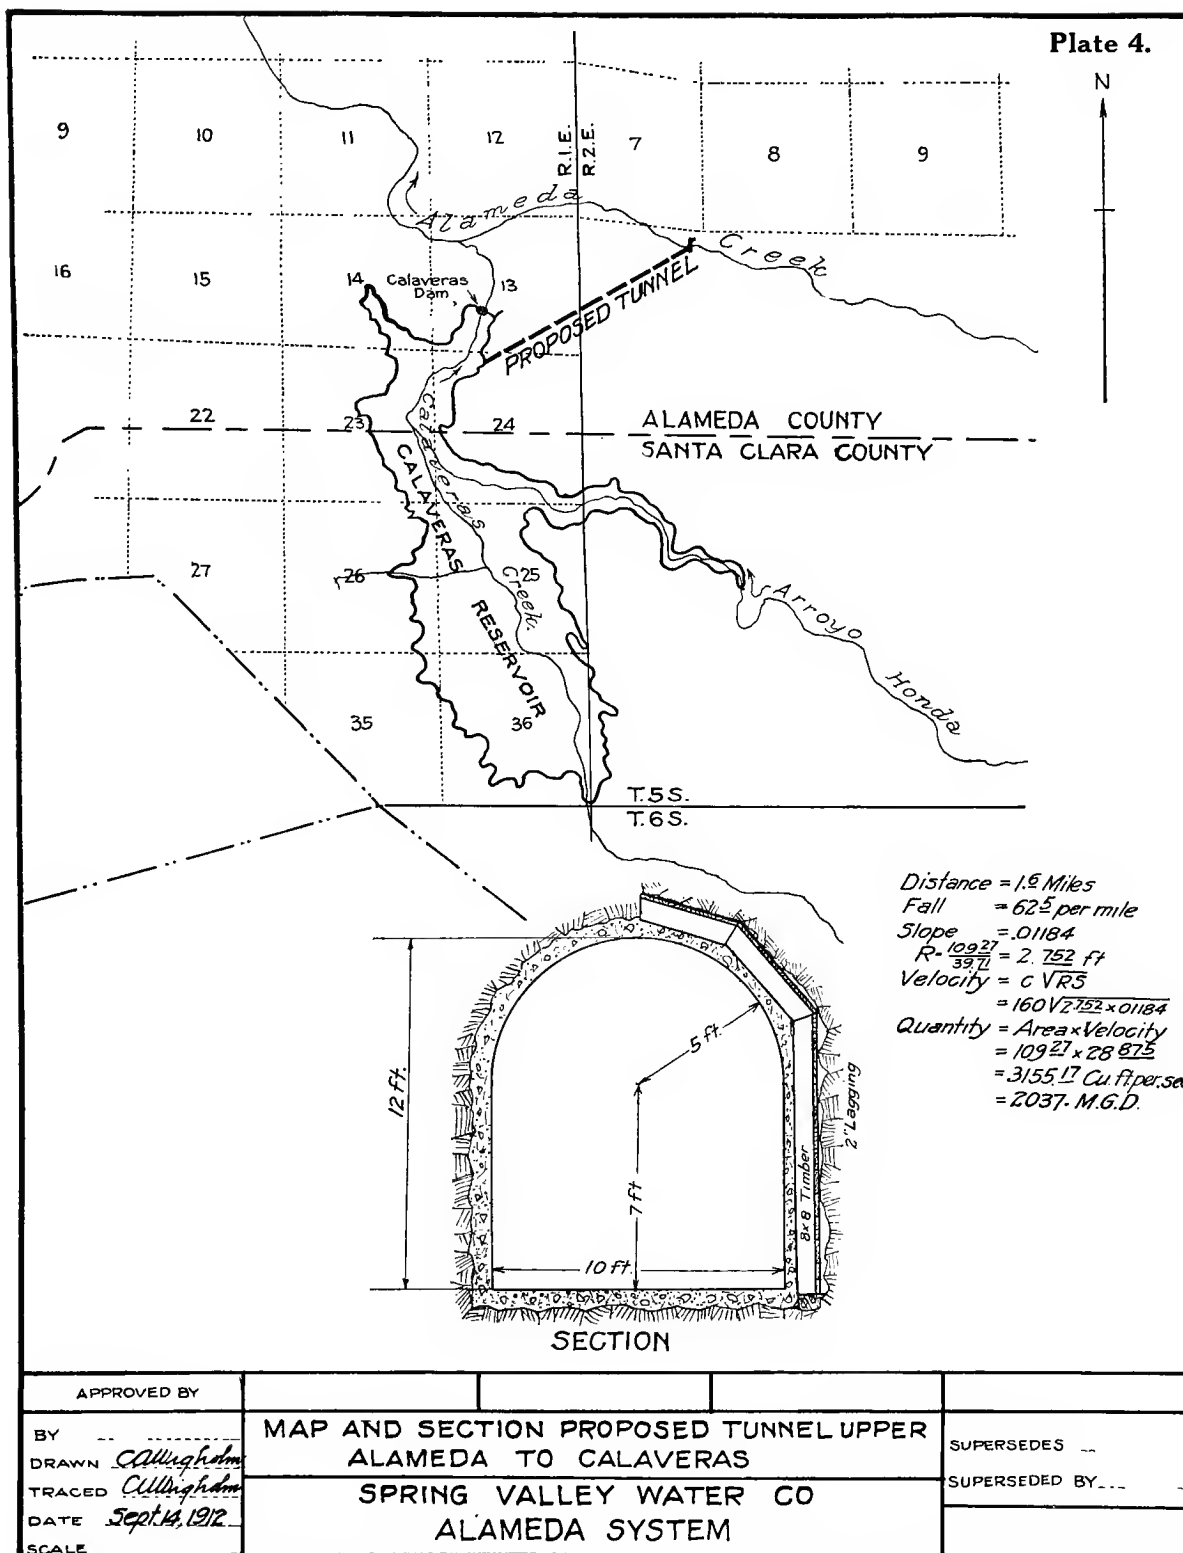 Plate 4.
N
9
10
11
12
7
8
9
R.1.E.
R.2.E.
Alameda
Creek
16
15
14
Calaveras
Dam
13
PROPOSED TUNNEL
22
23
24
ALAMEDA COUNTY
SANTA CLARA COUNTY
Calaveras
Creek.
CALAVERAS
RESERVOIR
27
26
25
Arroyo
Honda
35
36
T.5S.
T.6S.
Distance = 1.6 Miles
Fall = 62.5 per mile
Slope = .01184
R = 109.27/39.71 = 2.752 ft
Velocity = c √RS
= 160√2.752 × 01184
Quantity = Area × Velocity
= 109.27 × 28.875
= 3155.17 Cu. ft per. sec
= 2037. M.G.D.
12 ft.
5 ft.
7 ft
10 ft.
8x8 Timber
2" Lagging
SECTION
APPROVED BY
BY
DRAWN
TRACED
DATE Sept. 14, 1912
SCALE
MAP AND SECTION PROPOSED TUNNEL UPPER
ALAMEDA TO CALAVERAS
SPRING VALLEY WATER CO
ALAMEDA SYSTEM
SUPERSEDES
SUPERSEDED BY